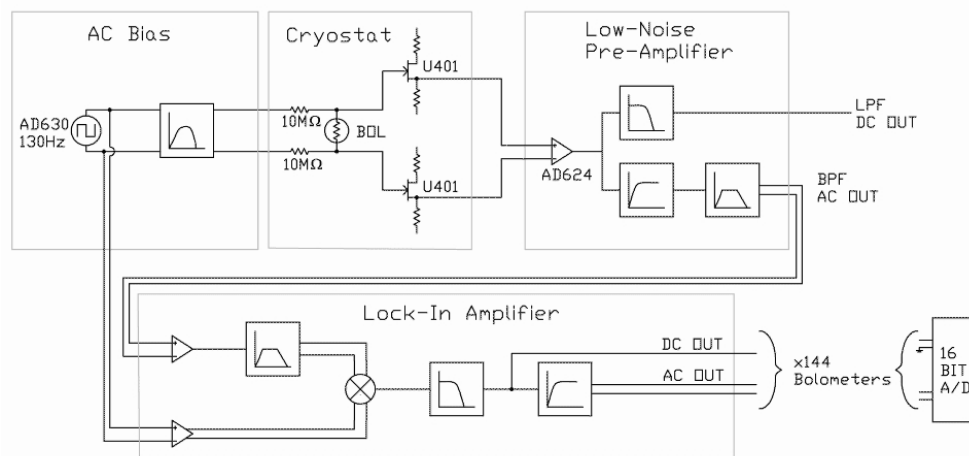 AC Bias
Cryostat
Low-Noise
Pre-Amplifier
U401
AD630
130Hz
10MΩ
BOL
10MΩ
U401
AD624
LPF
DC OUT
BPF
AC OUT
Lock-In Amplifier
DC OUT
AC OUT
x144
Bolometers
16
BIT
A/D